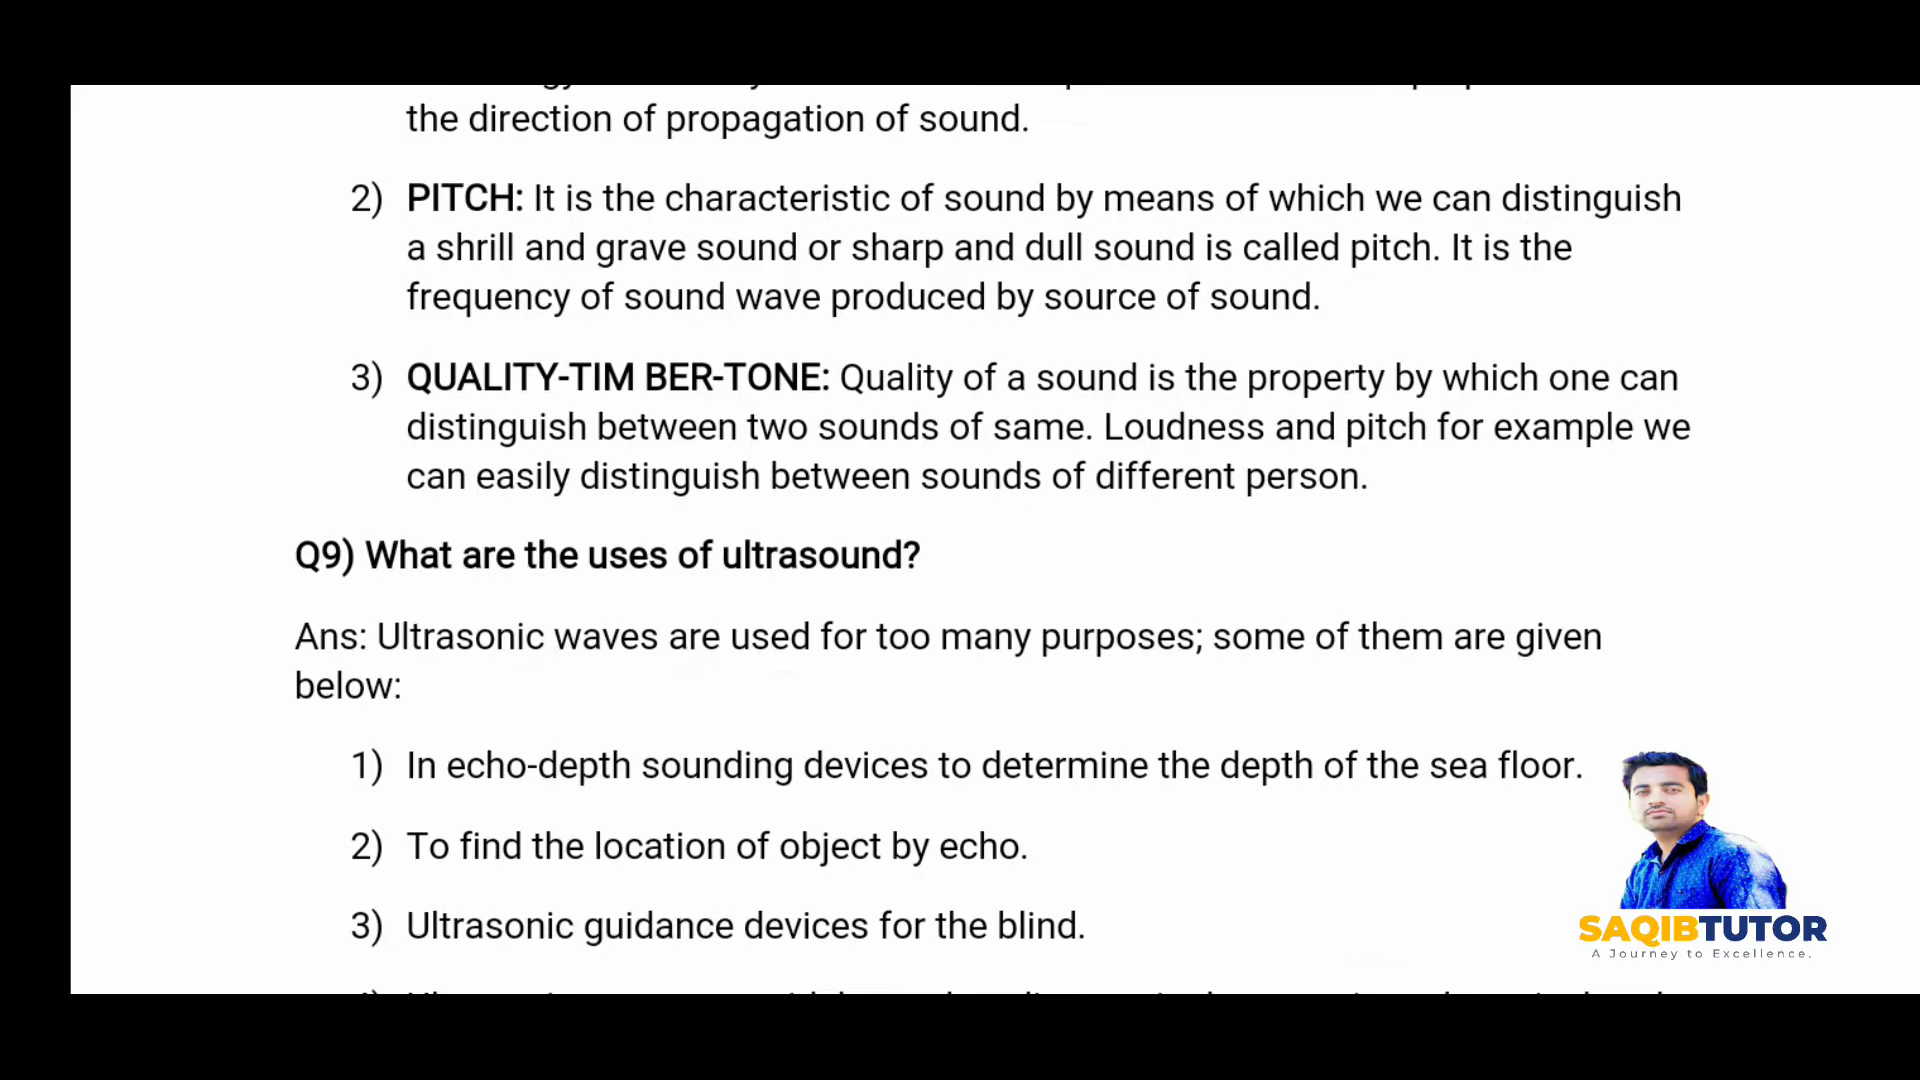 the direction of propagation of sound.
2) PITCH: It is the characteristic of sound by means of which we can distinguish
a shrill and grave sound or sharp and dull sound is called pitch. It is the
frequency of sound wave produced by source of sound.
3) QUALITY-TIM BER-TONE: Quality of a sound is the property by which one can
distinguish between two sounds of same. Loudness and pitch for example we
can easily distinguish between sounds of different person.
Q9) What are the uses of ultrasound?
Ans: Ultrasonic waves are used for too many purposes; some of them are given
below:
1) In echo-depth sounding devices to determine the depth of the sea floor.
2) To find the location of object by echo.
3) Ultrasonic guidance devices for the blind.
SAQIBTUTOR
A Journey to Excellence.